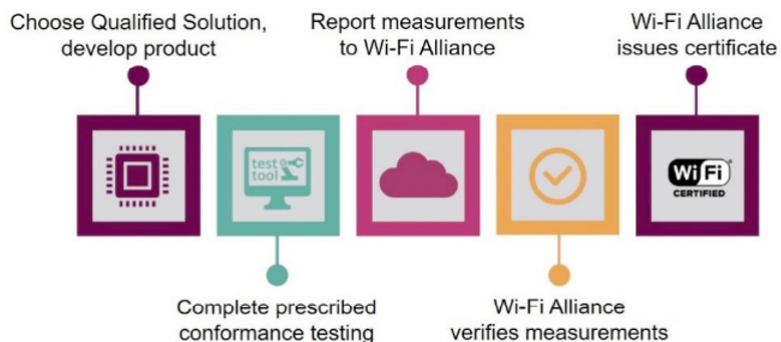 Choose Qualified Solution,
develop product
Report measurements
to Wi-Fi Alliance
Wi-Fi Alliance
issues certificate
test
tool
Wi Fi
CERTIFIED
Complete prescribed
conformance testing
Wi-Fi Alliance
verifies measurements